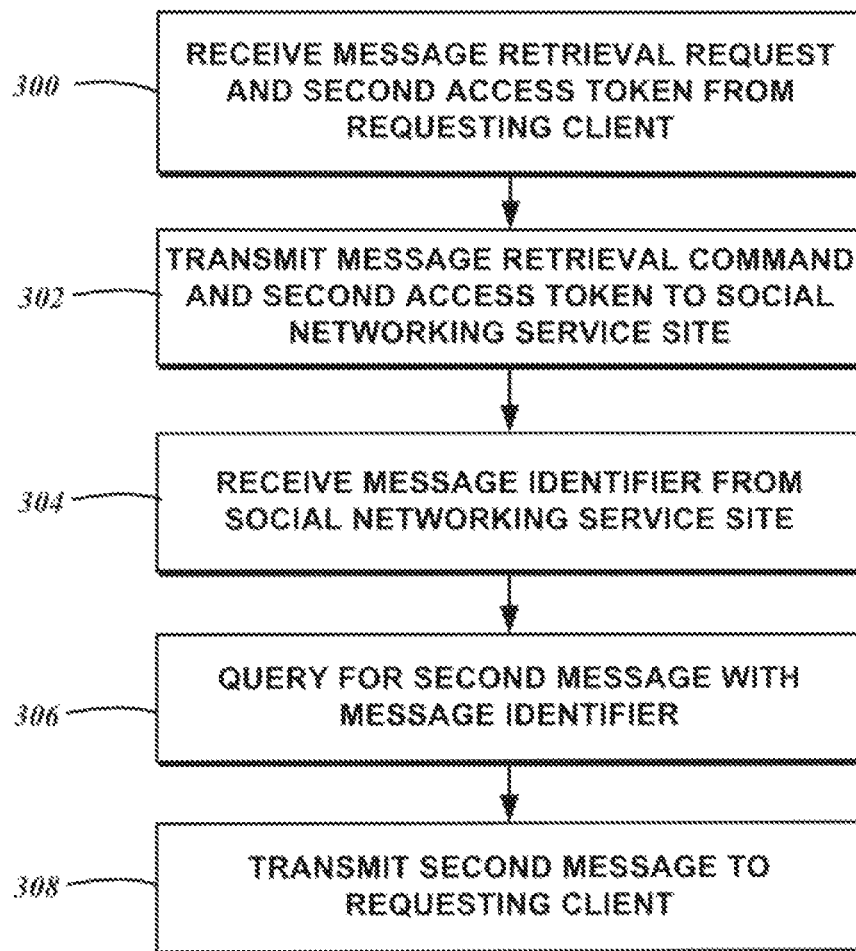 300
RECEIVE MESSAGE RETRIEVAL REQUEST
AND SECOND ACCESS TOKEN FROM
REQUESTING CLIENT
302
TRANSMIT MESSAGE RETRIEVAL COMMAND
AND SECOND ACCESS TOKEN TO SOCIAL
NETWORKING SERVICE SITE
304
RECEIVE MESSAGE IDENTIFIER FROM
SOCIAL NETWORKING SERVICE SITE
306
QUERY FOR SECOND MESSAGE WITH
MESSAGE IDENTIFIER
308
TRANSMIT SECOND MESSAGE TO
REQUESTING CLIENT